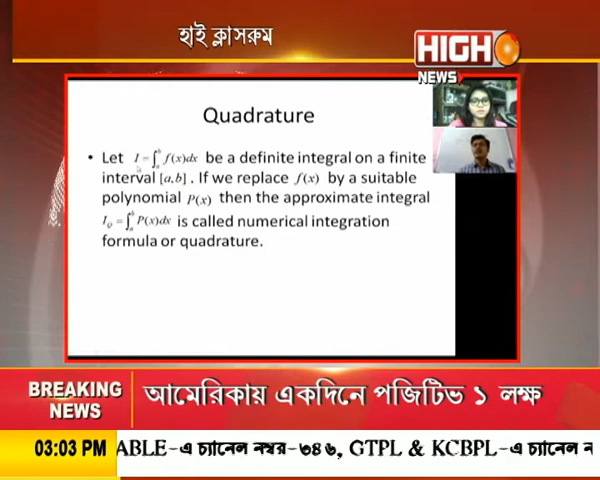 হাই ক্লাসরুম
HIGH
NEWS
Quadrature
• Let I = ∫_a^b f(x)dx be a definite integral on a finite
interval [a,b]. If we replace f(x) by a suitable
polynomial P(x) then the approximate integral
I_Q = ∫_a^b P(x)dx is called numerical integration
formula or quadrature.
BREAKING
NEWS
আমেরিকায় একদিনে পজিটিভ ১ লক্ষ
03:03 PM ABLE-এ চ্যানেল নম্বর-৩৪৬, GTPL & KCBPL-এ চ্যানেল ন